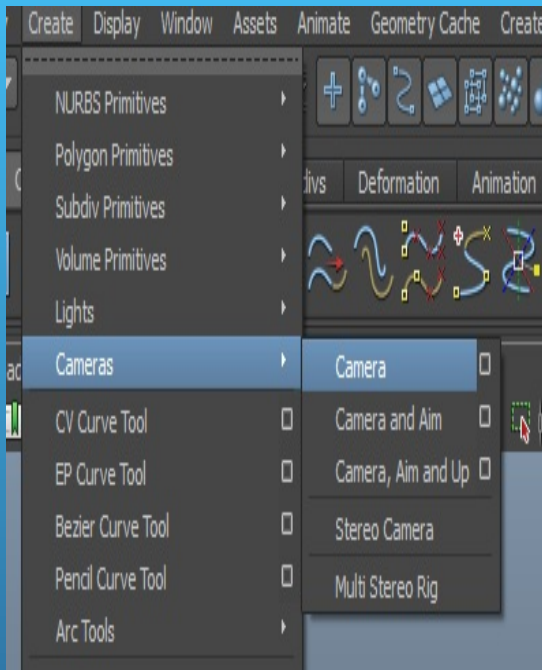 Create Display Window Assets Animate Geometry Cache Create
NURBS Primitives
Polygon Primitives
Subdiv Primitives
Volume Primitives
Lights
Cameras
CV Curve Tool
EP Curve Tool
Bezier Curve Tool
Pencil Curve Tool
Arc Tools
Deformation Animation
Camera
Camera and Aim
Camera, Aim and Up
Stereo Camera
Multi Stereo Rig